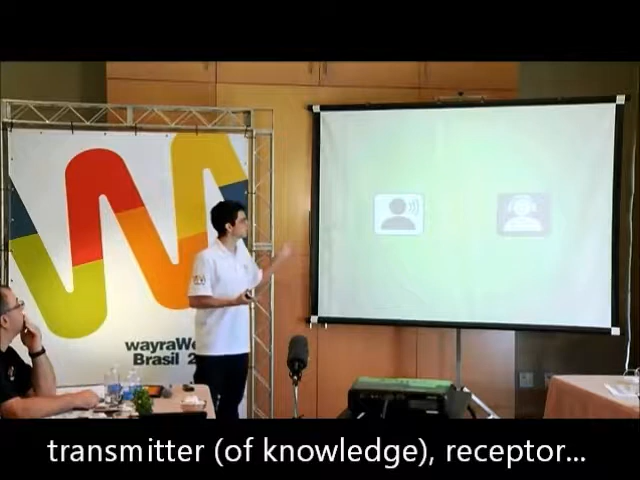 wayraWe
Brasil 2
transmitter (of knowledge), receptor...